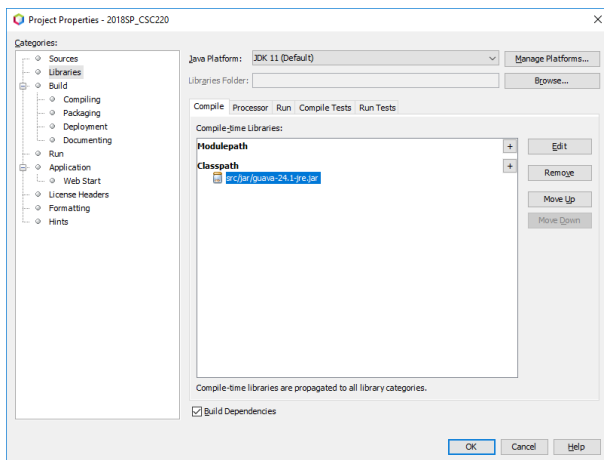 Project Properties - 2018SP_CSC220
Categories:
Sources
Libraries
Build
Compiling
Packaging
Deployment
Documenting
Run
Application
Web Start
License Headers
Formatting
Hints
Java Platform: JDK 11 (Default) Manage Platforms...
Libraries Folder: Browse...
Compile Processor Run Compile Tests Run Tests
Compile-time Libraries:
Modulepath + Edit
Classpath +
src/jar/guava-24.1-jre.jar Remove
Move Up
Move Down
Compile-time libraries are propagated to all library categories.
Build Dependencies
OK Cancel Help